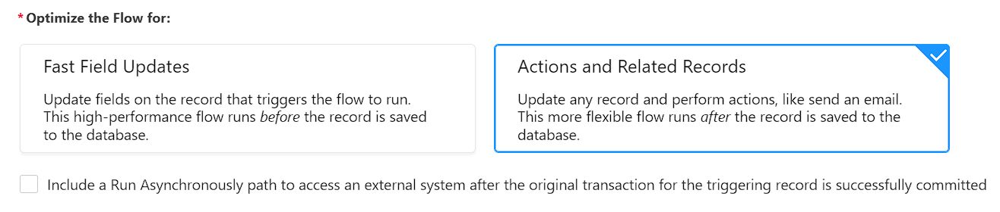 *Optimize the Flow for:
Fast Field Updates
Update fields on the record that triggers the flow to run.
This high-performance flow runs before the record is saved
to the database.
Actions and Related Records
Update any record and perform actions, like send an email.
This more flexible flow runs after the record is saved to the
database.
Include a Run Asynchronously path to access an external system after the original transaction for the triggering record is successfully committed